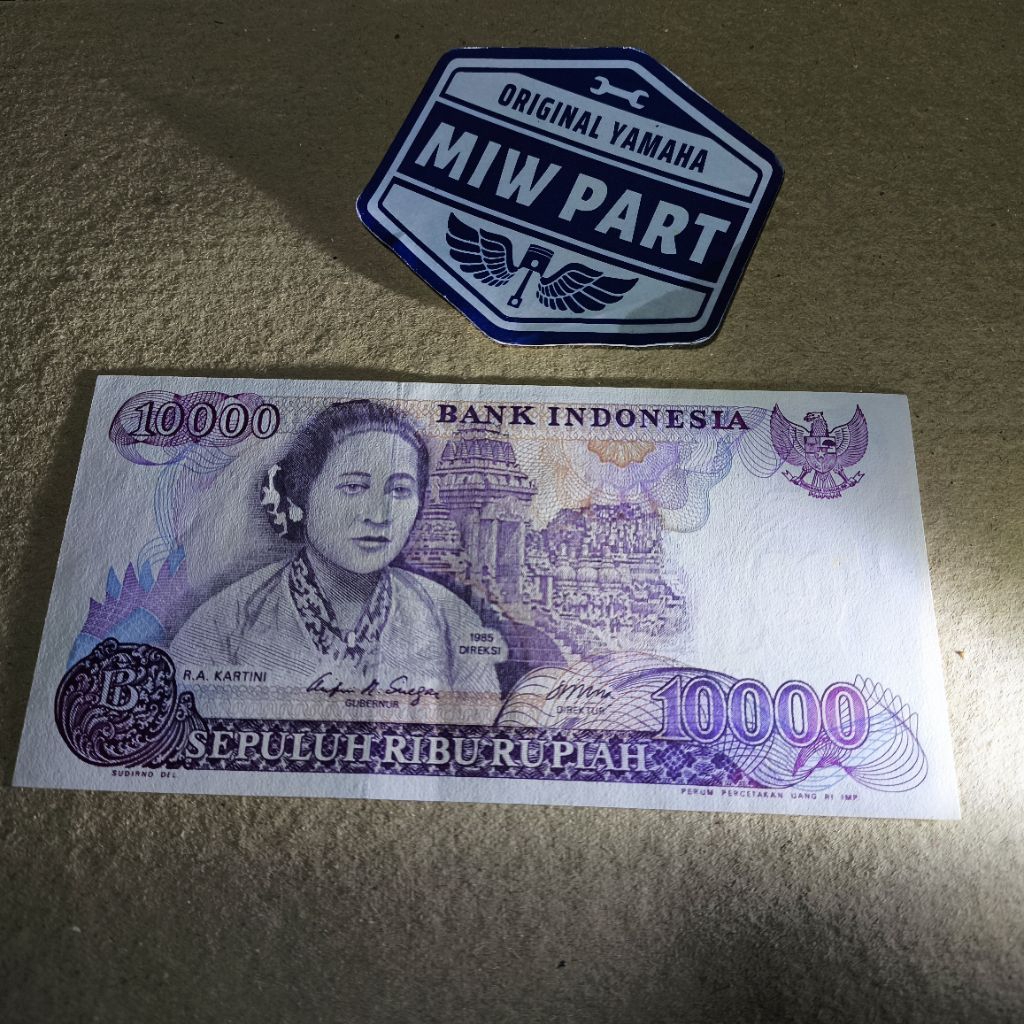 ORIGINAL YAMAHA
MIW PART
10000
BANK INDONESIA
1985
DIREKSI
R.A. KARTINI
GUBERNUR
DIREKTUR
10000
SEPULUH RIBU RUPIAH
SUDIRNO DEL.
PERUM PERCETAKAN UANG RI IMP.